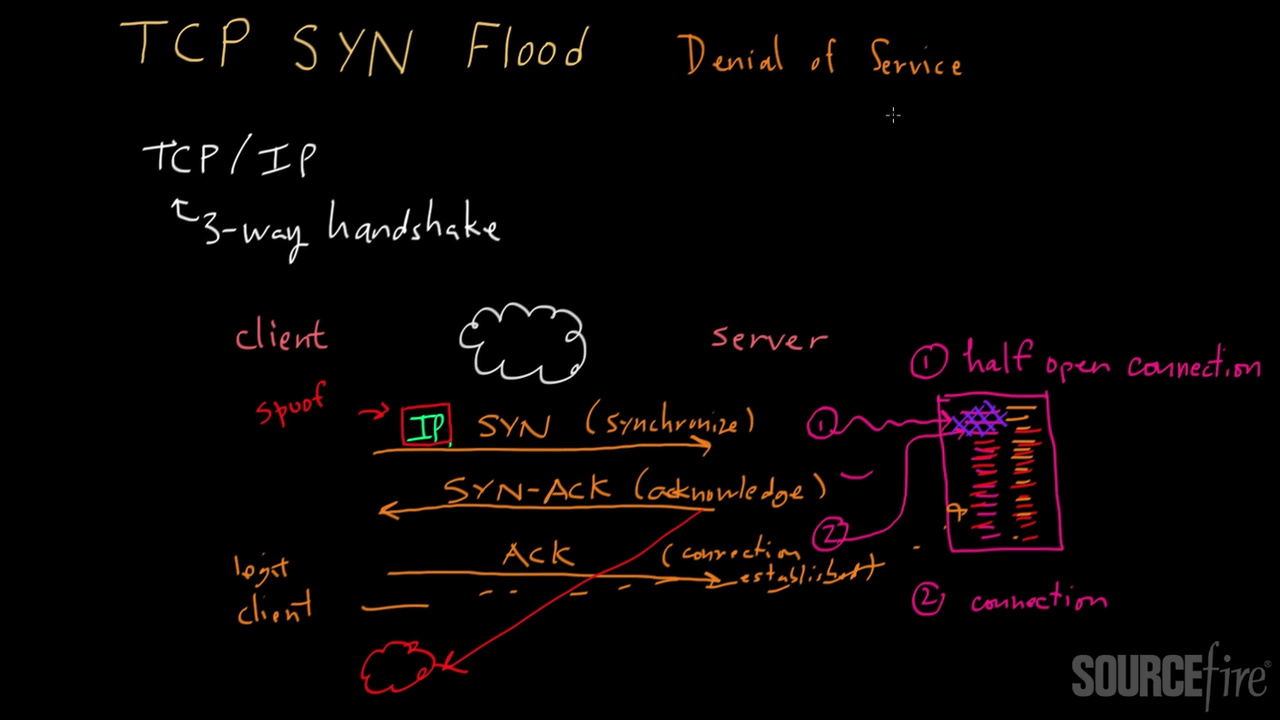 TCP SYN Flood Denial of Service
TCP/IP
3-way handshake
client
server
① half open connection
spoof
IP
SYN (synchronize)
①
SYN-ACK (acknowledge)
②
ACK (connection
established)
legit
client
② connection
SOURCEfire®